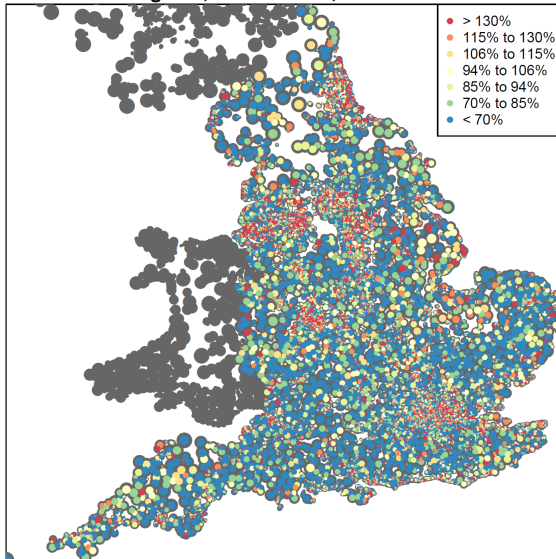 > 130%
115% to 130%
106% to 115%
94% to 106%
85% to 94%
70% to 85%
< 70%